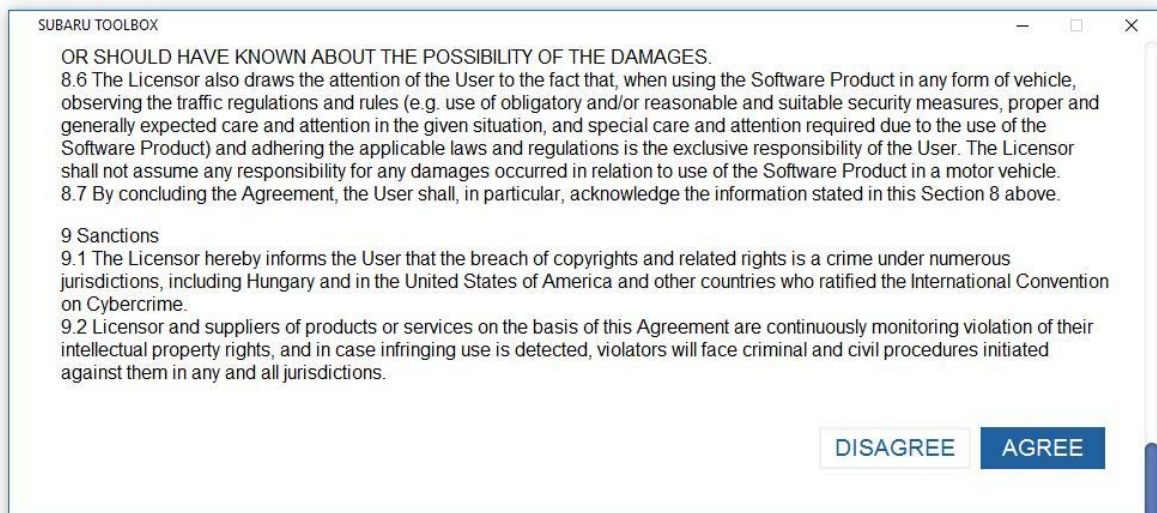 SUBARU TOOLBOX
OR SHOULD HAVE KNOWN ABOUT THE POSSIBILITY OF THE DAMAGES.
8.6 The Licensor also draws the attention of the User to the fact that, when using the Software Product in any form of vehicle,
observing the traffic regulations and rules (e.g. use of obligatory and/or reasonable and suitable security measures, proper and
generally expected care and attention in the given situation, and special care and attention required due to the use of the
Software Product) and adhering the applicable laws and regulations is the exclusive responsibility of the User. The Licensor
shall not assume any responsibility for any damages occurred in relation to use of the Software Product in a motor vehicle.
8.7 By concluding the Agreement, the User shall, in particular, acknowledge the information stated in this Section 8 above.
9 Sanctions
9.1 The Licensor hereby informs the User that the breach of copyrights and related rights is a crime under numerous
jurisdictions, including Hungary and in the United States of America and other countries who ratified the International Convention
on Cybercrime.
9.2 Licensor and suppliers of products or services on the basis of this Agreement are continuously monitoring violation of their
intellectual property rights, and in case infringing use is detected, violators will face criminal and civil procedures initiated
against them in any and all jurisdictions.
DISAGREE AGREE